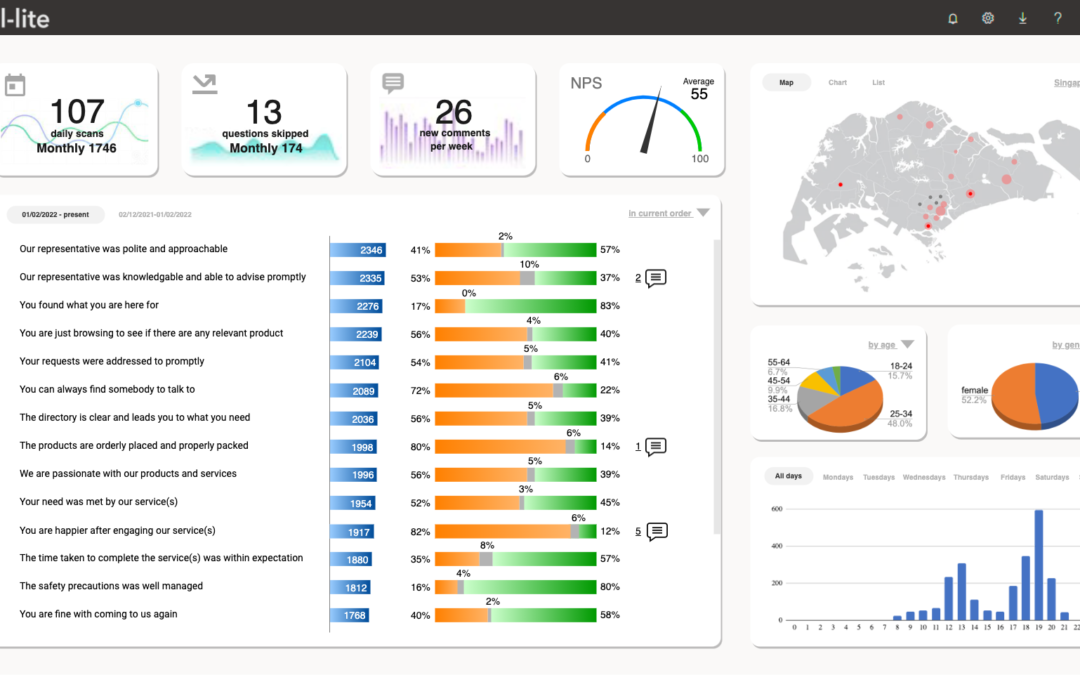 l-lite
107
daily scans
Monthly 1746
13
questions skipped
Monthly 174
26
new comments
per week
NPS
Average
55
0
100
01/02/2022 - present 02/12/2021-01/02/2022
in current order
Our representative was polite and approachable 2346 41% 2% 57%
Our representative was knowledgable and able to advise promptly 2335 53% 10% 37% 2
You found what you are here for 2276 17% 0% 83%
You are just browsing to see if there are any relevant product 2239 56% 4% 40%
Your requests were addressed to promptly 2104 54% 5% 41%
You can always find somebody to talk to 2089 72% 6% 22%
The directory is clear and leads you to what you need 2036 56% 5% 39%
The products are orderly placed and properly packed 1998 80% 6% 14% 1
We are passionate with our products and services 1996 56% 5% 39%
Your need was met by our service(s) 1954 52% 3% 45%
You are happier after engaging our service(s) 1917 82% 6% 12% 5
The time taken to complete the service(s) was within expectation 1880 35% 8% 57%
The safety precautions was well managed 1812 16% 4% 80%
You are fine with coming to us again 1768 40% 2% 58%
Map Chart List Singap
by age
55-64
6.7%
45-54
9.9%
35-44
16.8%
18-24
15.7%
25-34
48.0%
by gen
female
52.2%
All days Mondays Tuesdays Wednesdays Thursdays Fridays Saturdays
600
400
200
0
0 1 2 3 4 5 6 7 8 9 10 11 12 13 14 15 16 17 18 19 20 21 22